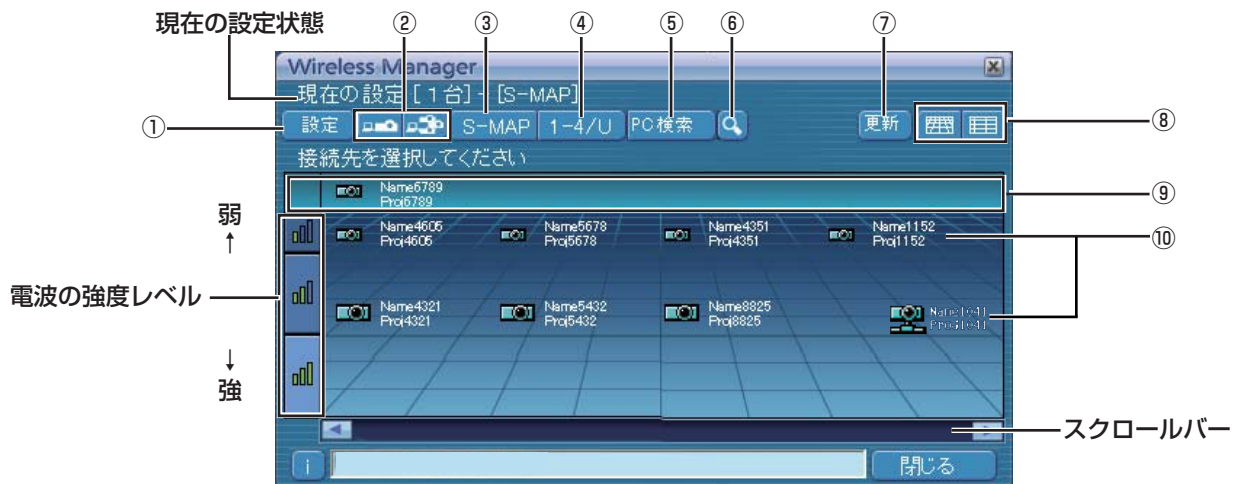 現在の設定状態
② ③ ④ ⑤ ⑥ ⑦
Wireless Manager
現在の設定 [ 1 台] - [S-MAP]
①
設定 S-MAP 1-4/U PC検索 更新
⑧
接続先を選択してください
Name6789
Proj6789
⑨
弱
↑
電波の強度レベル
↓
強
Name4605 Name5678 Name4351 Name1152
Proj4605 Proj5678 Proj4351 Proj1152
⑩
Name4321 Name5432 Name8825 Name1041
Proj4321 Proj5432 Proj8825 Proj1041
スクロールバー
i 閉じる